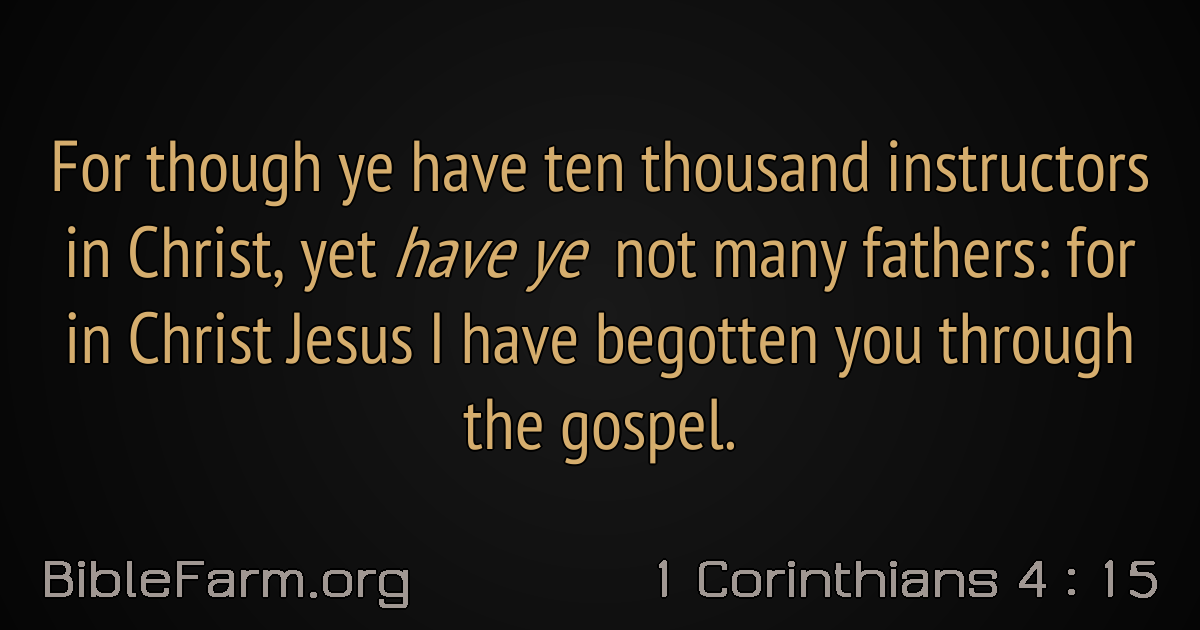 For though ye have ten thousand instructors
in Christ, yet have ye not many fathers: for
in Christ Jesus I have begotten you through
the gospel.
BibleFarm.org
1 Corinthians 4 : 15